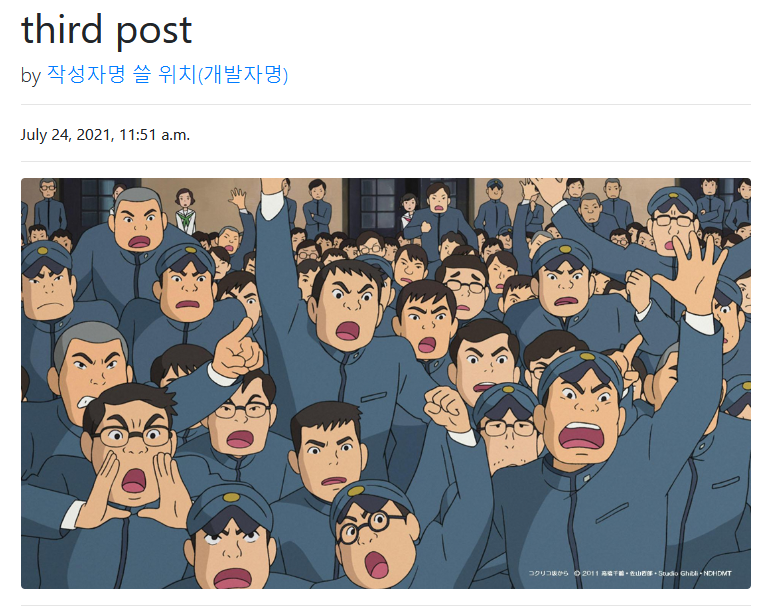 third post
by 작성자명 쓸 위치(개발자명)
July 24, 2021, 11:51 a.m.
コクリコ坂から © 2011 高橋千鶴・佐山哲郎・Studio Ghibli・NDHDMT